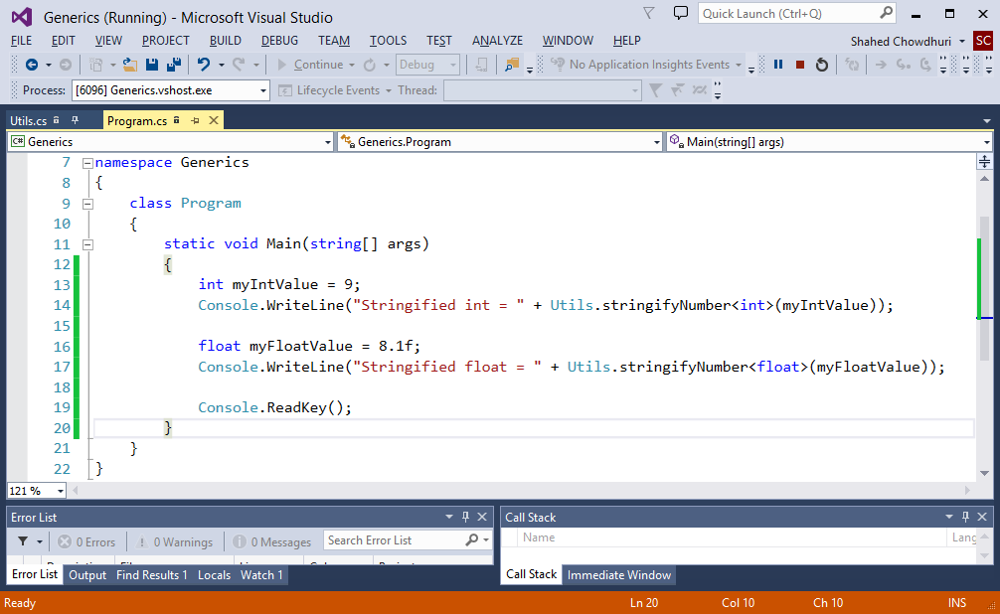 Generics (Running) - Microsoft Visual Studio
Quick Launch (Ctrl+Q)
FILE EDIT VIEW PROJECT BUILD DEBUG TEAM TOOLS TEST ANALYZE WINDOW HELP
Shahed Chowdhuri SC
Continue Debug No Application Insights Events
Process: [6096] Generics.vshost.exe Lifecycle Events Thread:
Utils.cs Program.cs
C# Generics Generics.Program Main(string[] args)
7 namespace Generics
8 {
9 class Program
10 {
11 static void Main(string[] args)
12 {
13 int myIntValue = 9;
14 Console.WriteLine("Stringified int = " + Utils.stringifyNumber<int>(myIntValue));
15
16 float myFloatValue = 8.1f;
17 Console.WriteLine("Stringified float = " + Utils.stringifyNumber<float>(myFloatValue));
18
19 Console.ReadKey();
20 }
21 }
22 }
121 %
Error List
0 Errors 0 Warnings 0 Messages Search Error List
Error List Output Find Results 1 Locals Watch 1
Call Stack
Name Lang
Call Stack Immediate Window
Ready Ln 20 Col 10 Ch 10 INS